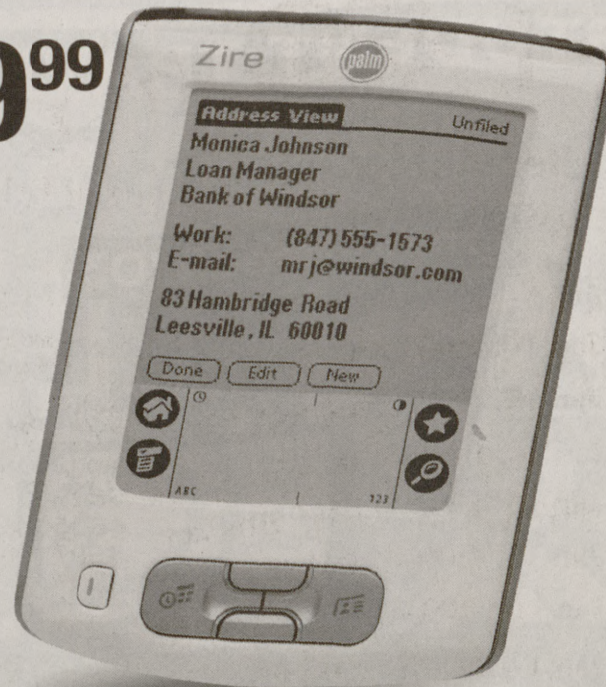 999
Zire palm
Address View Unfiled
Monica Johnson
Loan Manager
Bank of Windsor
Work: (847) 555-1573
E-mail: mrj@windsor.com
83 Hambridge Road
Leesville, IL 60010
Done Edit New
ABC 123